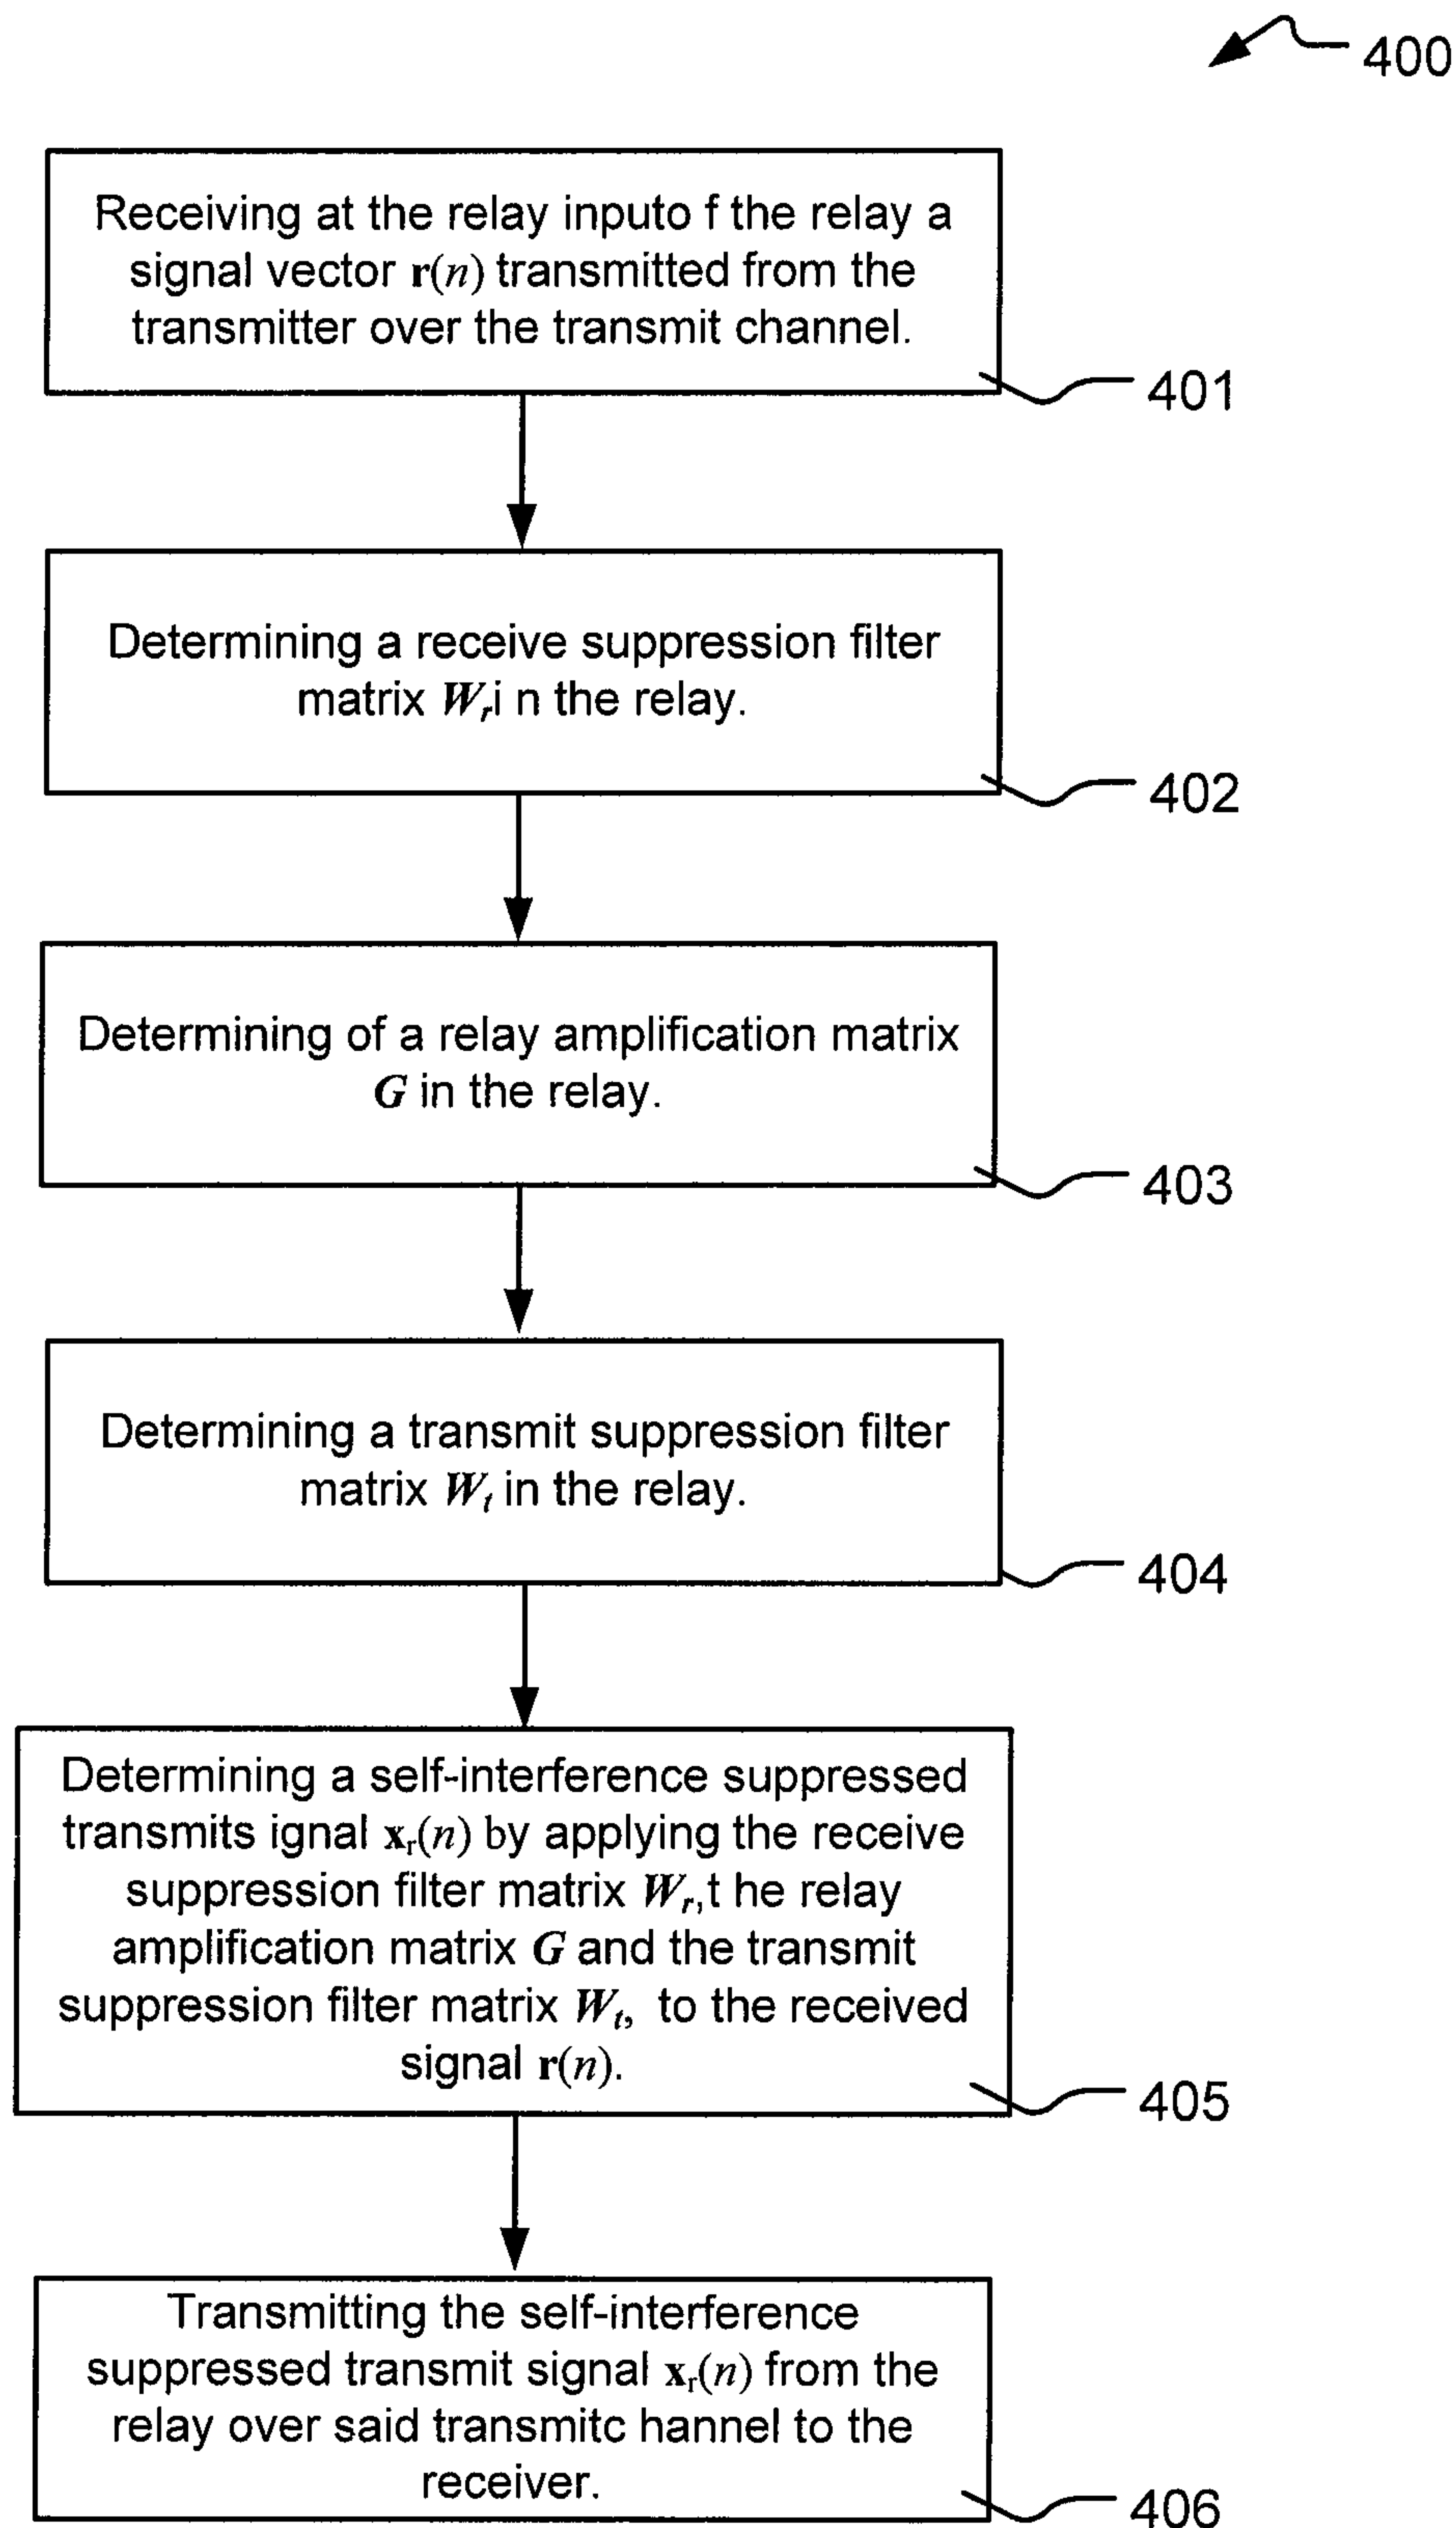 400
Receiving at the relay inputo f the relay a
signal vector r(n) transmitted from the
transmitter over the transmit channel.
401
Determining a receive suppression filter
matrix Wri n the relay.
402
Determining of a relay amplification matrix
G in the relay.
403
Determining a transmit suppression filter
matrix Wt in the relay.
404
Determining a self-interference suppressed
transmits ignal xr(n) by applying the receive
suppression filter matrix Wr,t he relay
amplification matrix G and the transmit
suppression filter matrix Wt, to the received
signal r(n).
405
Transmitting the self-interference
suppressed transmit signal xr(n) from the
relay over said transmitc hannel to the
receiver.
406